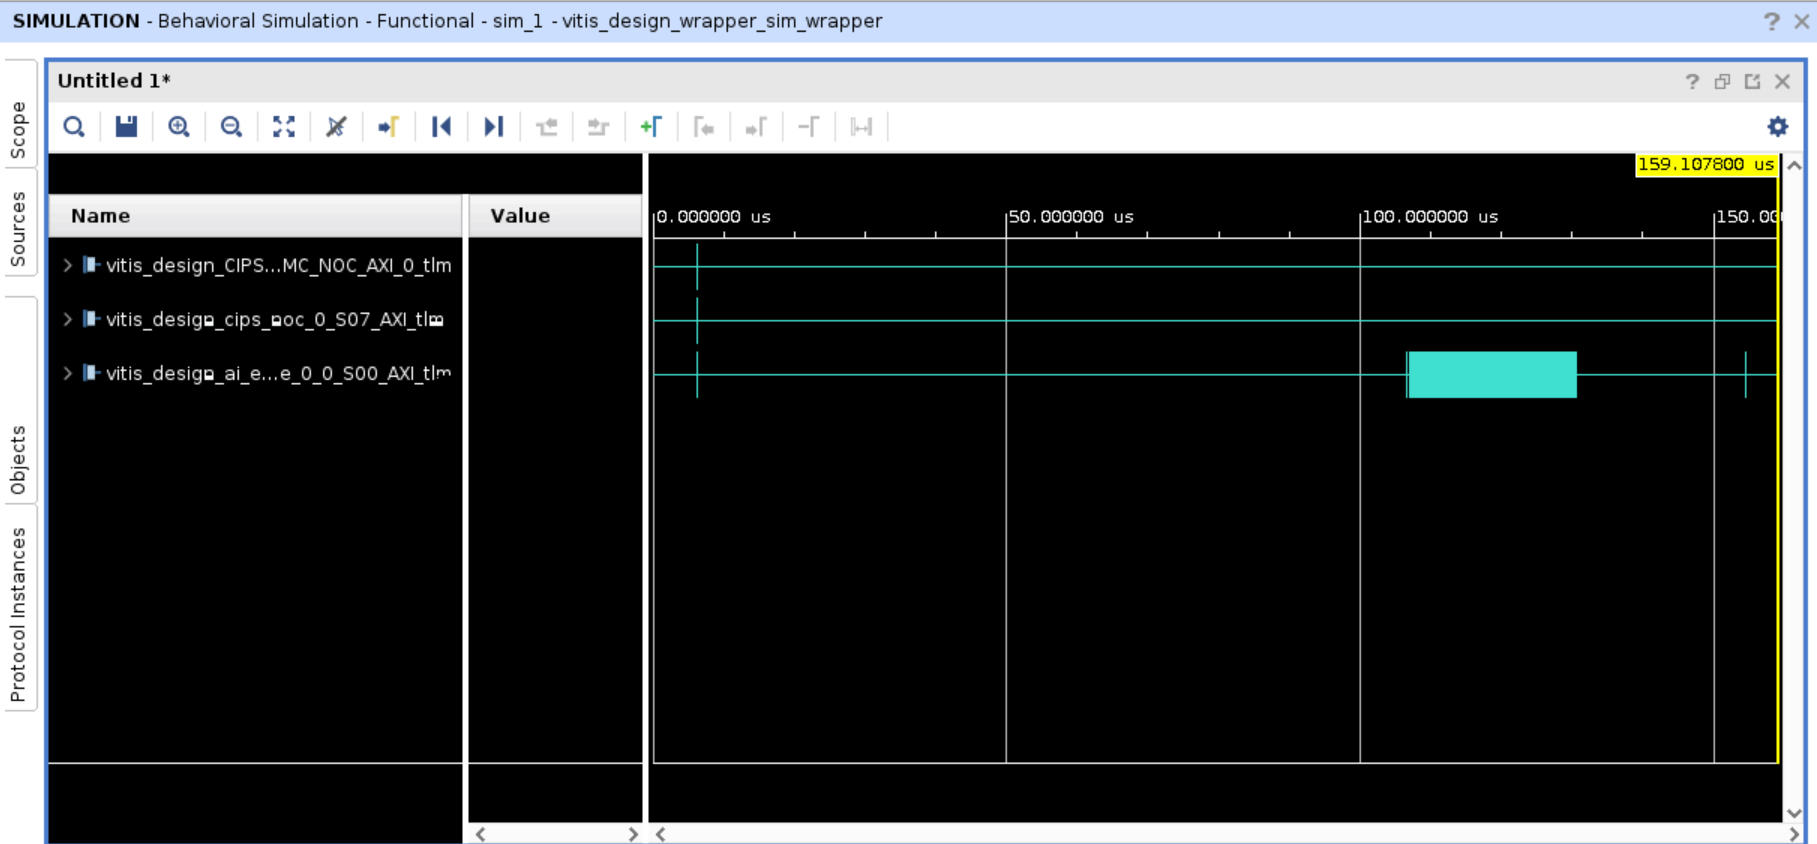 SIMULATION - Behavioral Simulation - Functional - sim_1 - vitis_design_wrapper_sim_wrapper
Untitled 1*
Scope
Sources
Objects
Protocol Instances
159.107800 us
Name
Value
0.000000 us
50.000000 us
100.000000 us
150.00
vitis_design_CIPS...MC_NOC_AXI_0_tlm
vitis_design_cips_noc_0_S07_AXI_tlm
vitis_design_ai_e...e_0_0_S00_AXI_tlm